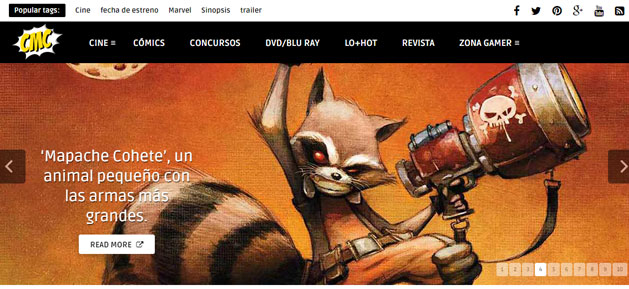 Popular tags: Cine fecha de estreno Marvel Sinopsis trailer
CMC CINE ≡ CÓMICS CONCURSOS DVD/BLU RAY LO+HOT REVISTA ZONA GAMER ≡
‘Mapache Cohete’, un
animal pequeño con
las armas más
grandes.
READ MORE
1 2 3 4 5 6 7 8 9 10